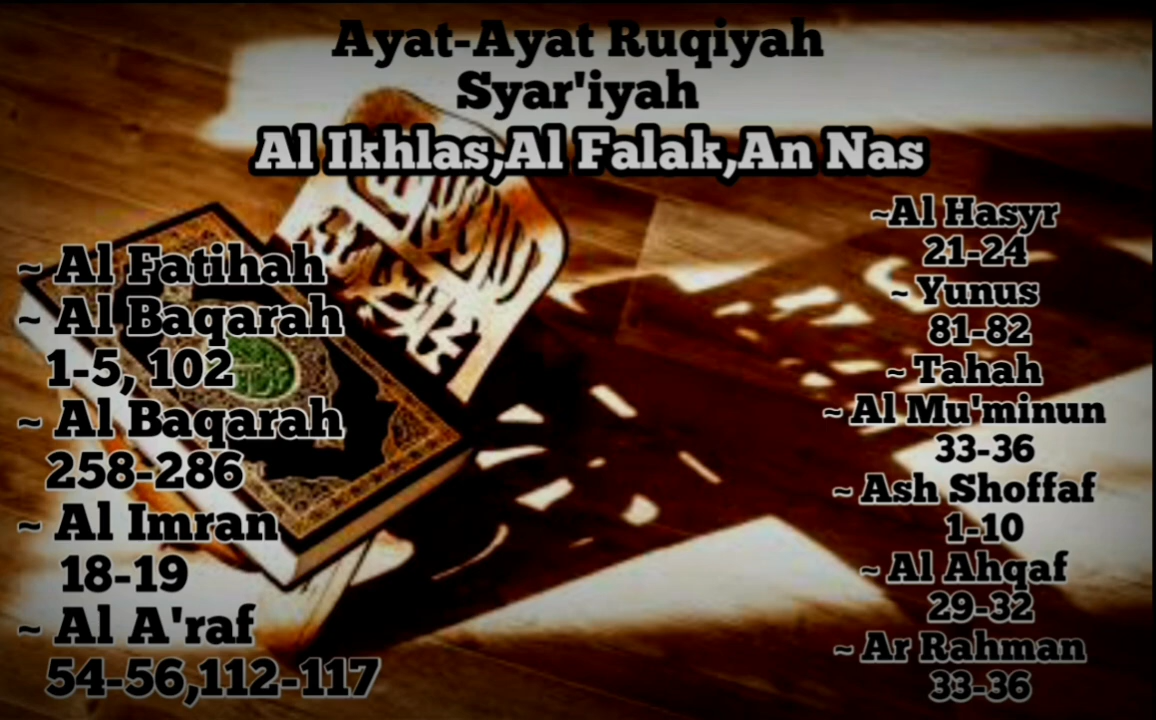 Ayat-Ayat Ruqiyah
Syar'iyah
Al Ikhlas,Al Falak,An Nas
~ Al Fatihah
~ Al Baqarah
1-5, 102
~ Al Baqarah
258-286
~ Al Imran
18-19
~ Al A'raf
54-56,112-117
~Al Hasyr
21-24
~ Yunus
81-82
~ Tahah
~ Al Mu'minun
33-36
~ Ash Shoffaf
1-10
~ Al Ahqaf
29-32
~ Ar Rahman
33-36